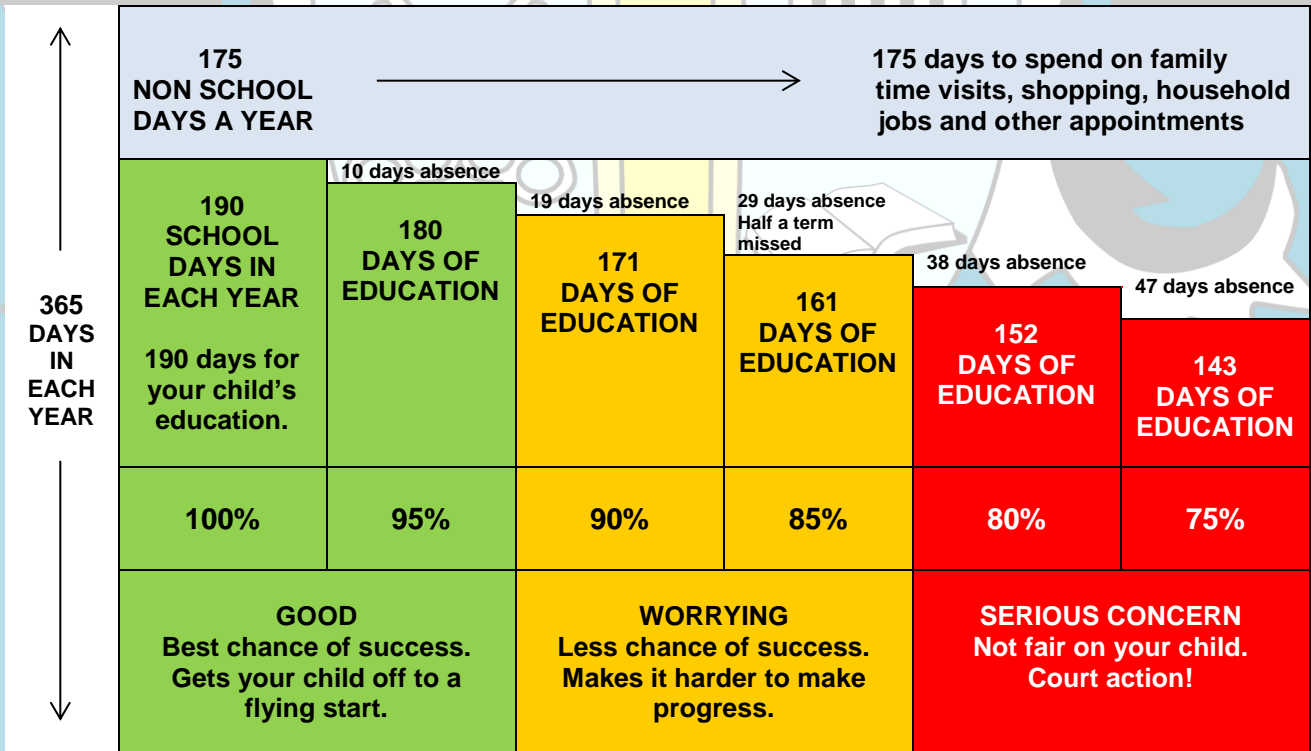 365
DAYS
IN
EACH
YEAR
175
NON SCHOOL
DAYS A YEAR
175 days to spend on family
time visits, shopping, household
jobs and other appointments
190
SCHOOL
DAYS IN
EACH YEAR
190 days for
your child’s
education.
10 days absence
180
DAYS OF
EDUCATION
19 days absence
171
DAYS OF
EDUCATION
29 days absence
Half a term
missed
161
DAYS OF
EDUCATION
38 days absence
152
DAYS OF
EDUCATION
47 days absence
143
DAYS OF
EDUCATION
100%
95%
90%
85%
80%
75%
GOOD
Best chance of success.
Gets your child off to a
flying start.
WORRYING
Less chance of success.
Makes it harder to make
progress.
SERIOUS CONCERN
Not fair on your child.
Court action!